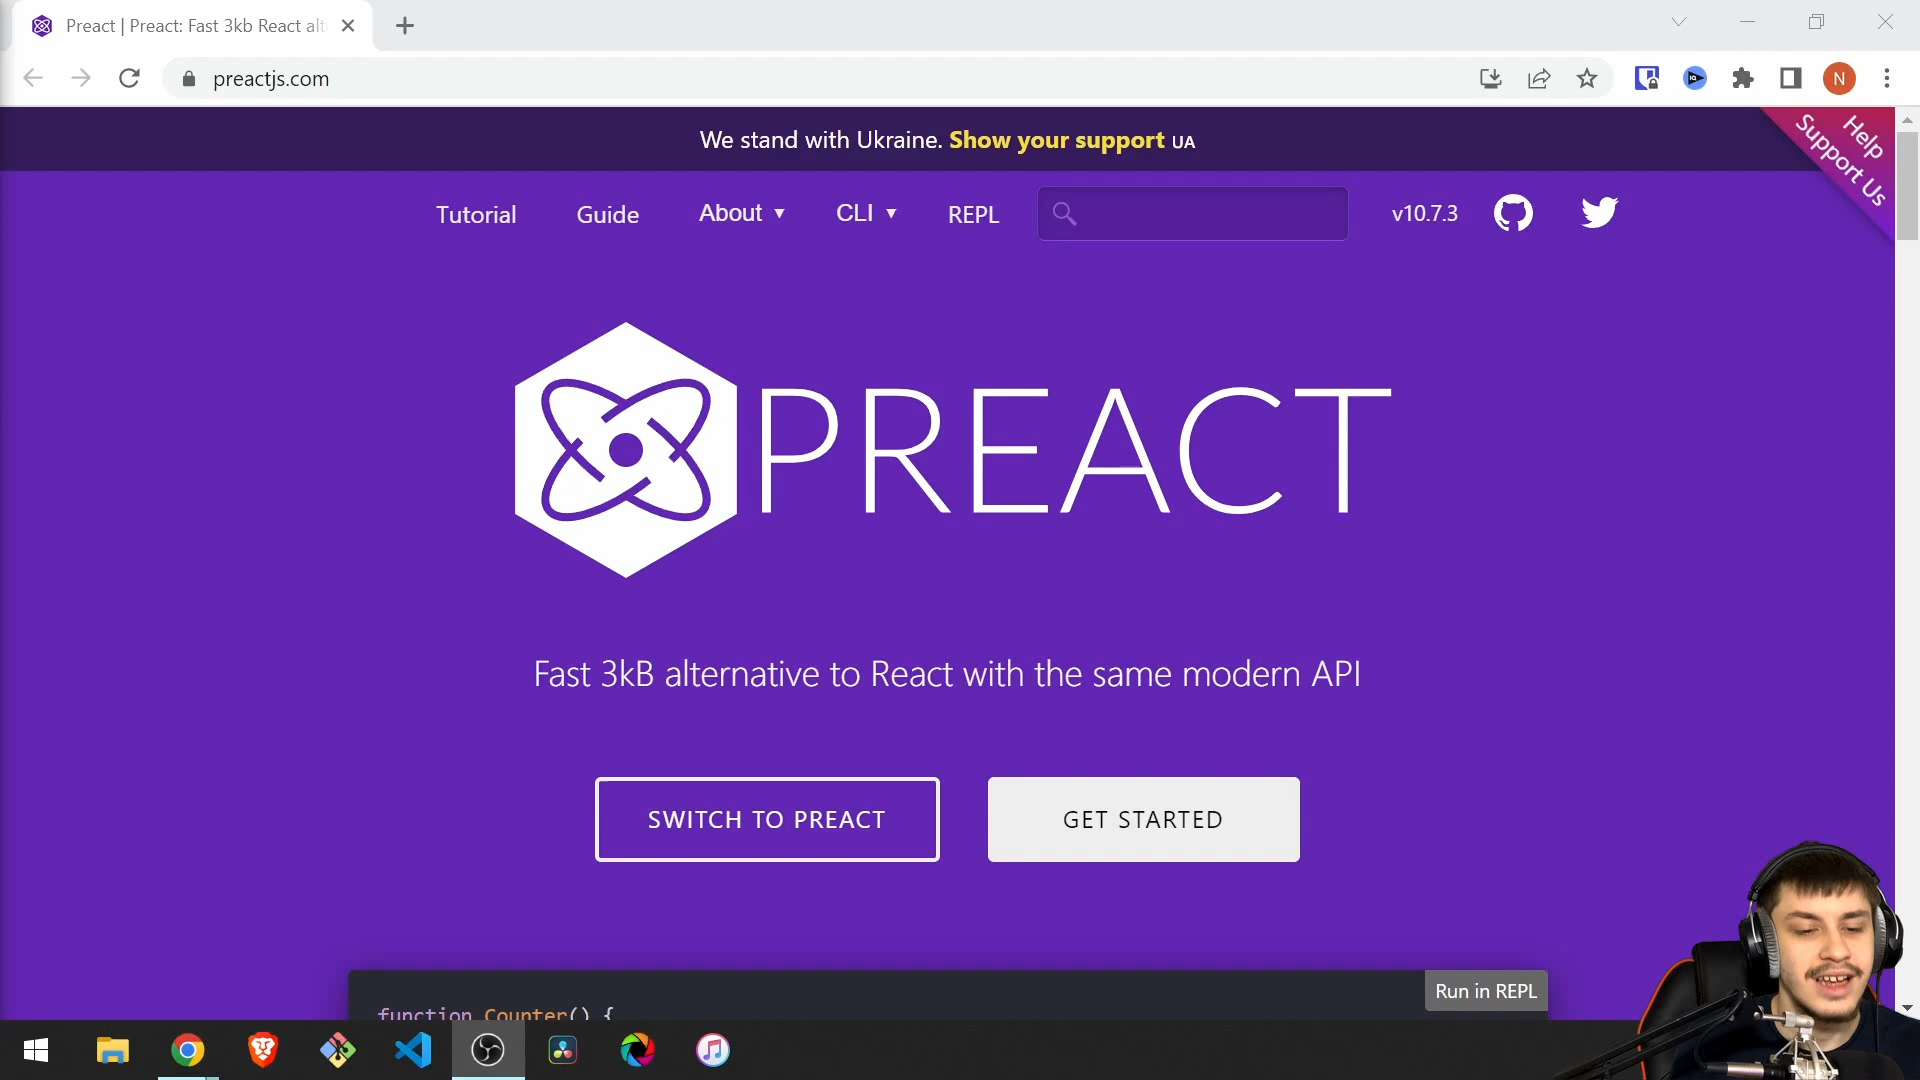 Preact | Preact: Fast 3kb React alt
preactjs.com
N
We stand with Ukraine. Show your support UA
Help
Support Us
Tutorial
Guide
About ▼
CLI ▼
REPL
v10.7.3
PREACT
Fast 3kB alternative to React with the same modern API
SWITCH TO PREACT
GET STARTED
Run in REPL
function Counter() {